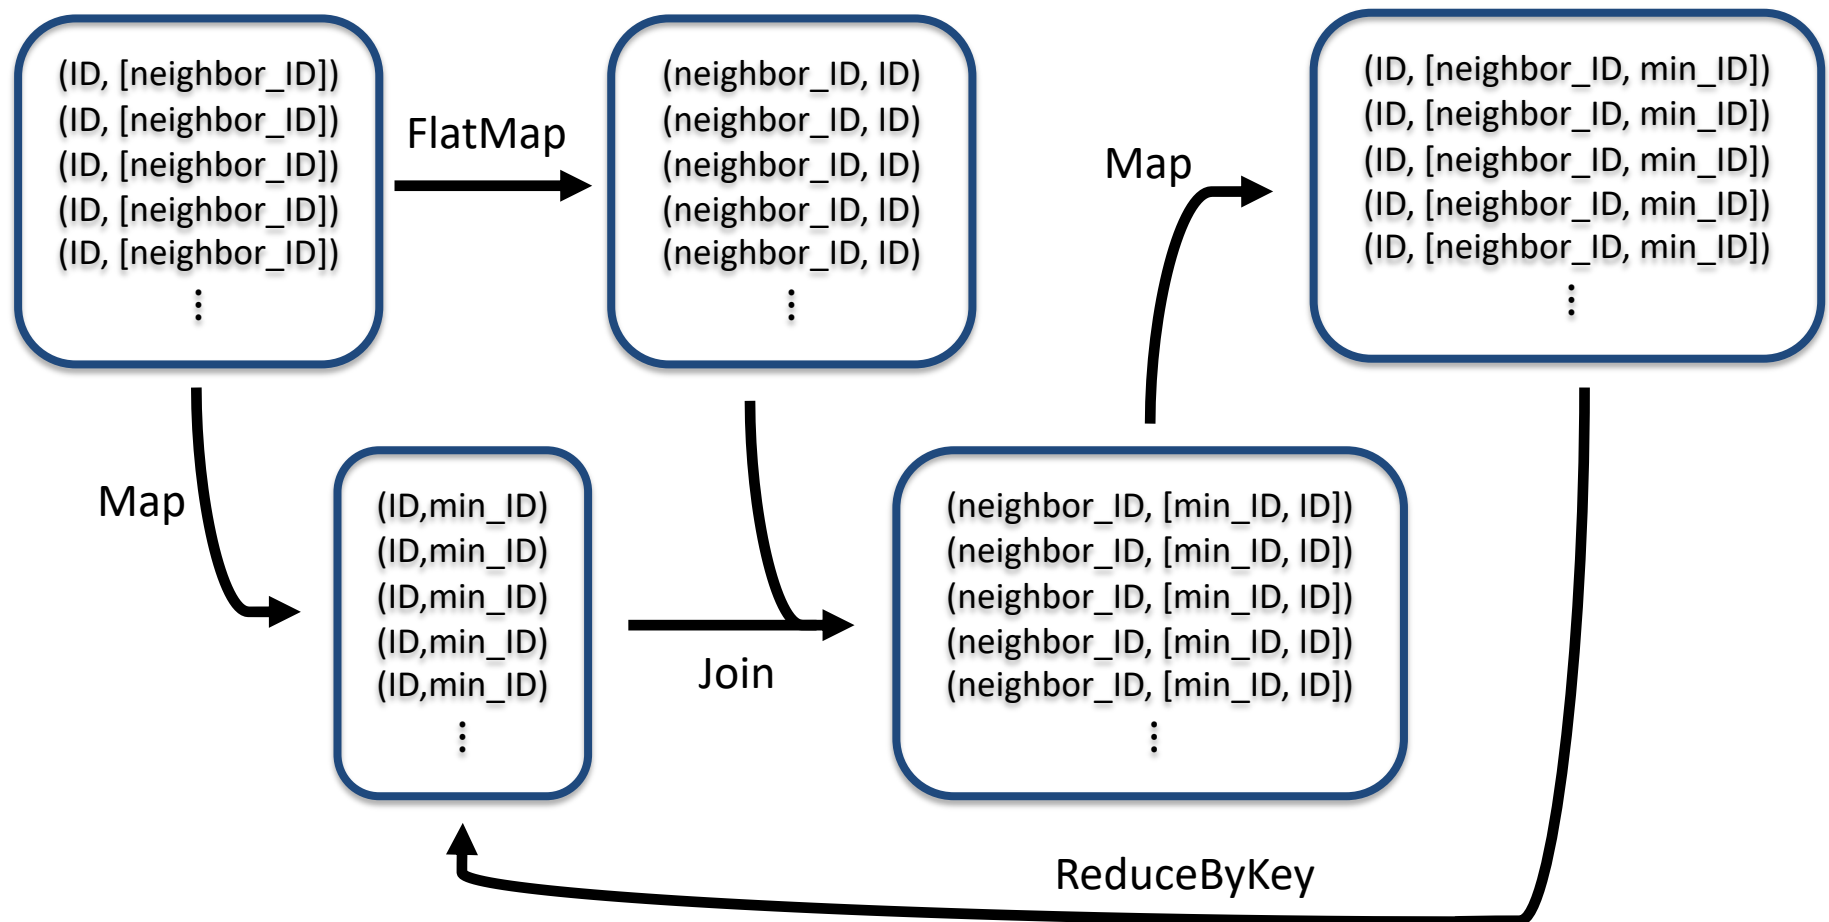 (ID, [neighbor_ID])
(ID, [neighbor_ID])
(ID, [neighbor_ID])
(ID, [neighbor_ID])
(ID, [neighbor_ID])
⋮
FlatMap
(neighbor_ID, ID)
(neighbor_ID, ID)
(neighbor_ID, ID)
(neighbor_ID, ID)
(neighbor_ID, ID)
⋮
Map
(ID, [neighbor_ID, min_ID])
(ID, [neighbor_ID, min_ID])
(ID, [neighbor_ID, min_ID])
(ID, [neighbor_ID, min_ID])
(ID, [neighbor_ID, min_ID])
⋮
Map
(ID,min_ID)
(ID,min_ID)
(ID,min_ID)
(ID,min_ID)
(ID,min_ID)
⋮
Join
(neighbor_ID, [min_ID, ID])
(neighbor_ID, [min_ID, ID])
(neighbor_ID, [min_ID, ID])
(neighbor_ID, [min_ID, ID])
(neighbor_ID, [min_ID, ID])
⋮
ReduceByKey